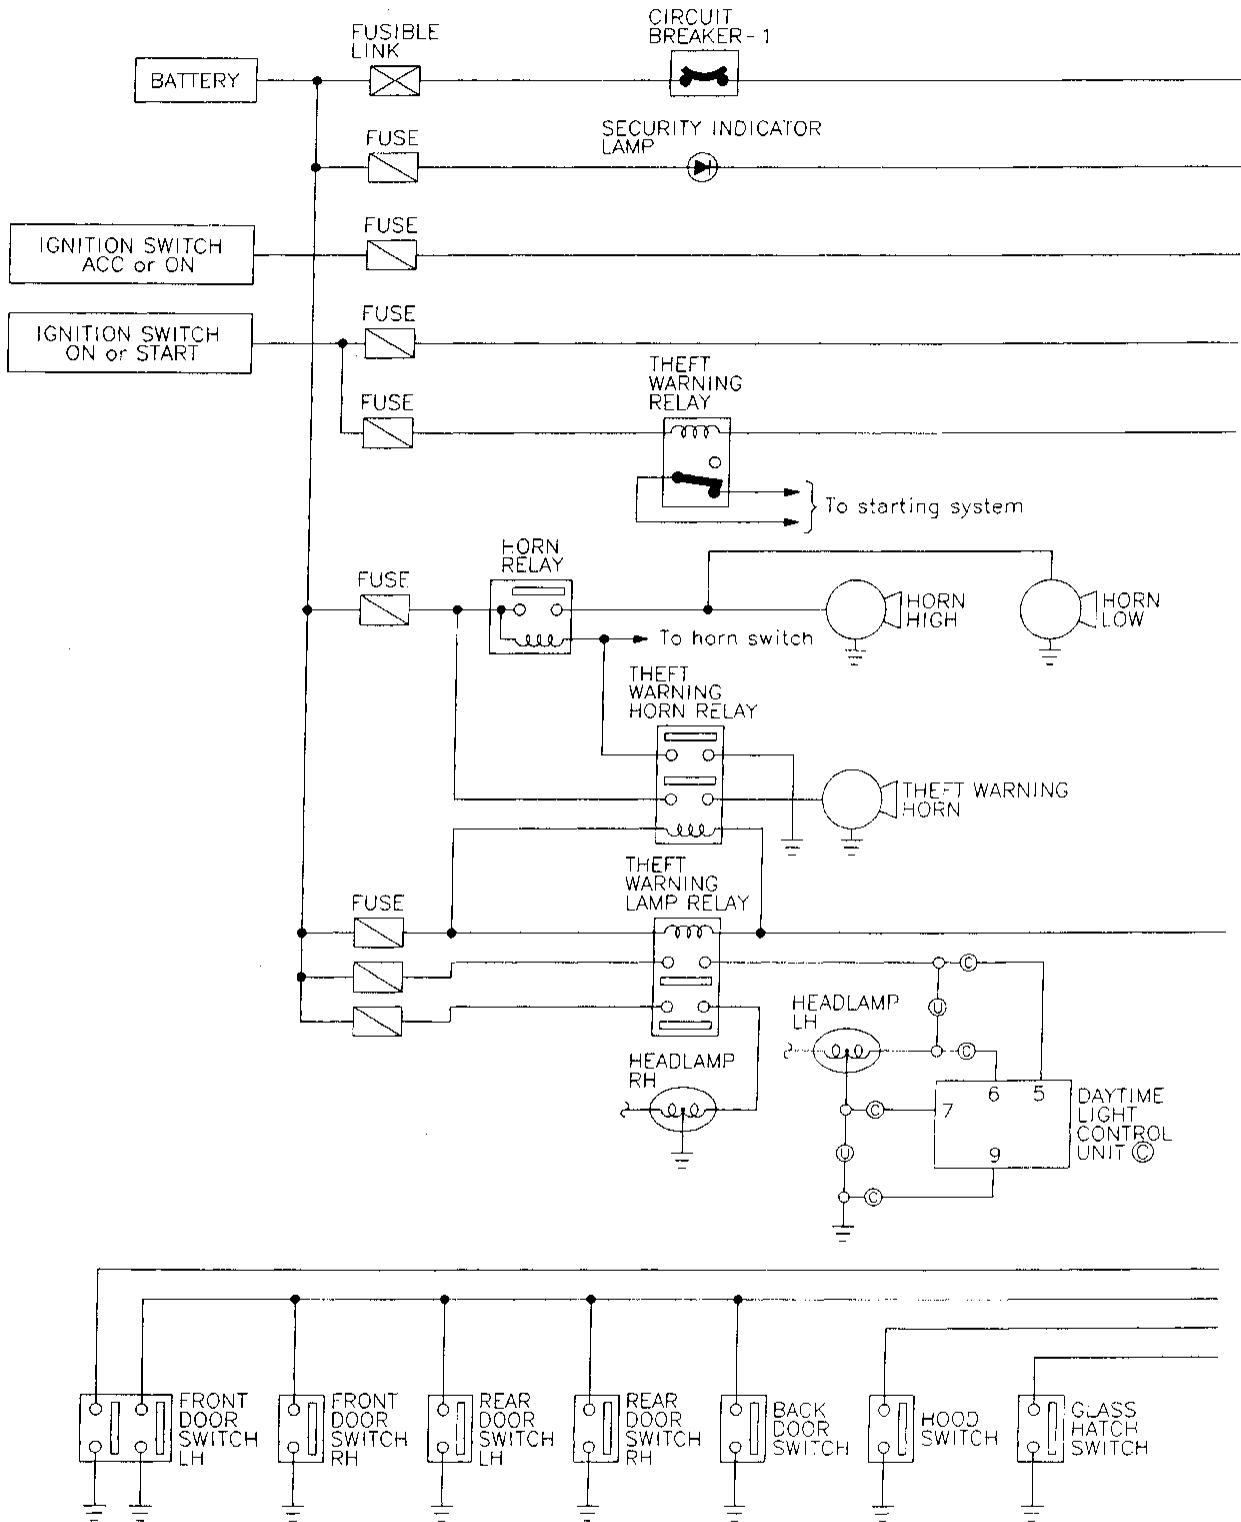 FUSIBLE
LINK
CIRCUIT
BREAKER-1
BATTERY
FUSE
SECURITY INDICATOR
LAMP
IGNITION SWITCH
ACC or ON
FUSE
IGNITION SWITCH
ON or START
FUSE
THEFT
WARNING
RELAY
FUSE
To starting system
HORN
RELAY
FUSE
HORN
HIGH
HORN
LOW
To horn switch
THEFT
WARNING
HORN RELAY
THEFT WARNING
HORN
THEFT
WARNING
LAMP RELAY
FUSE
C
HEADLAMP
LH
U
C
HEADLAMP
RH
6
5
7
C
DAYTIME
LIGHT
CONTROL
UNIT C
U
9
C
FRONT
DOOR
SWITCH
LH
FRONT
DOOR
SWITCH
RH
REAR
DOOR
SWITCH
LH
REAR
DOOR
SWITCH
RH
BACK
DOOR
SWITCH
HOOD
SWITCH
GLASS
HATCH
SWITCH